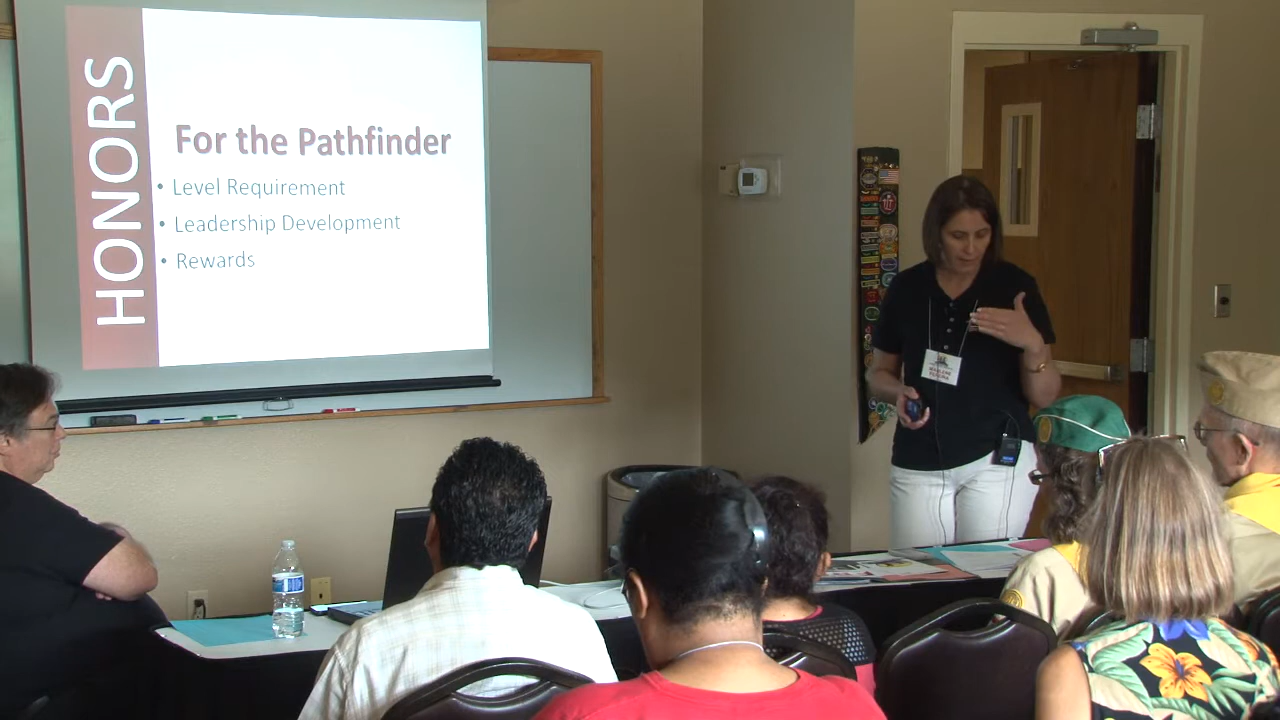 HONORS
For the Pathfinder
• Level Requirement
• Leadership Development
• Rewards